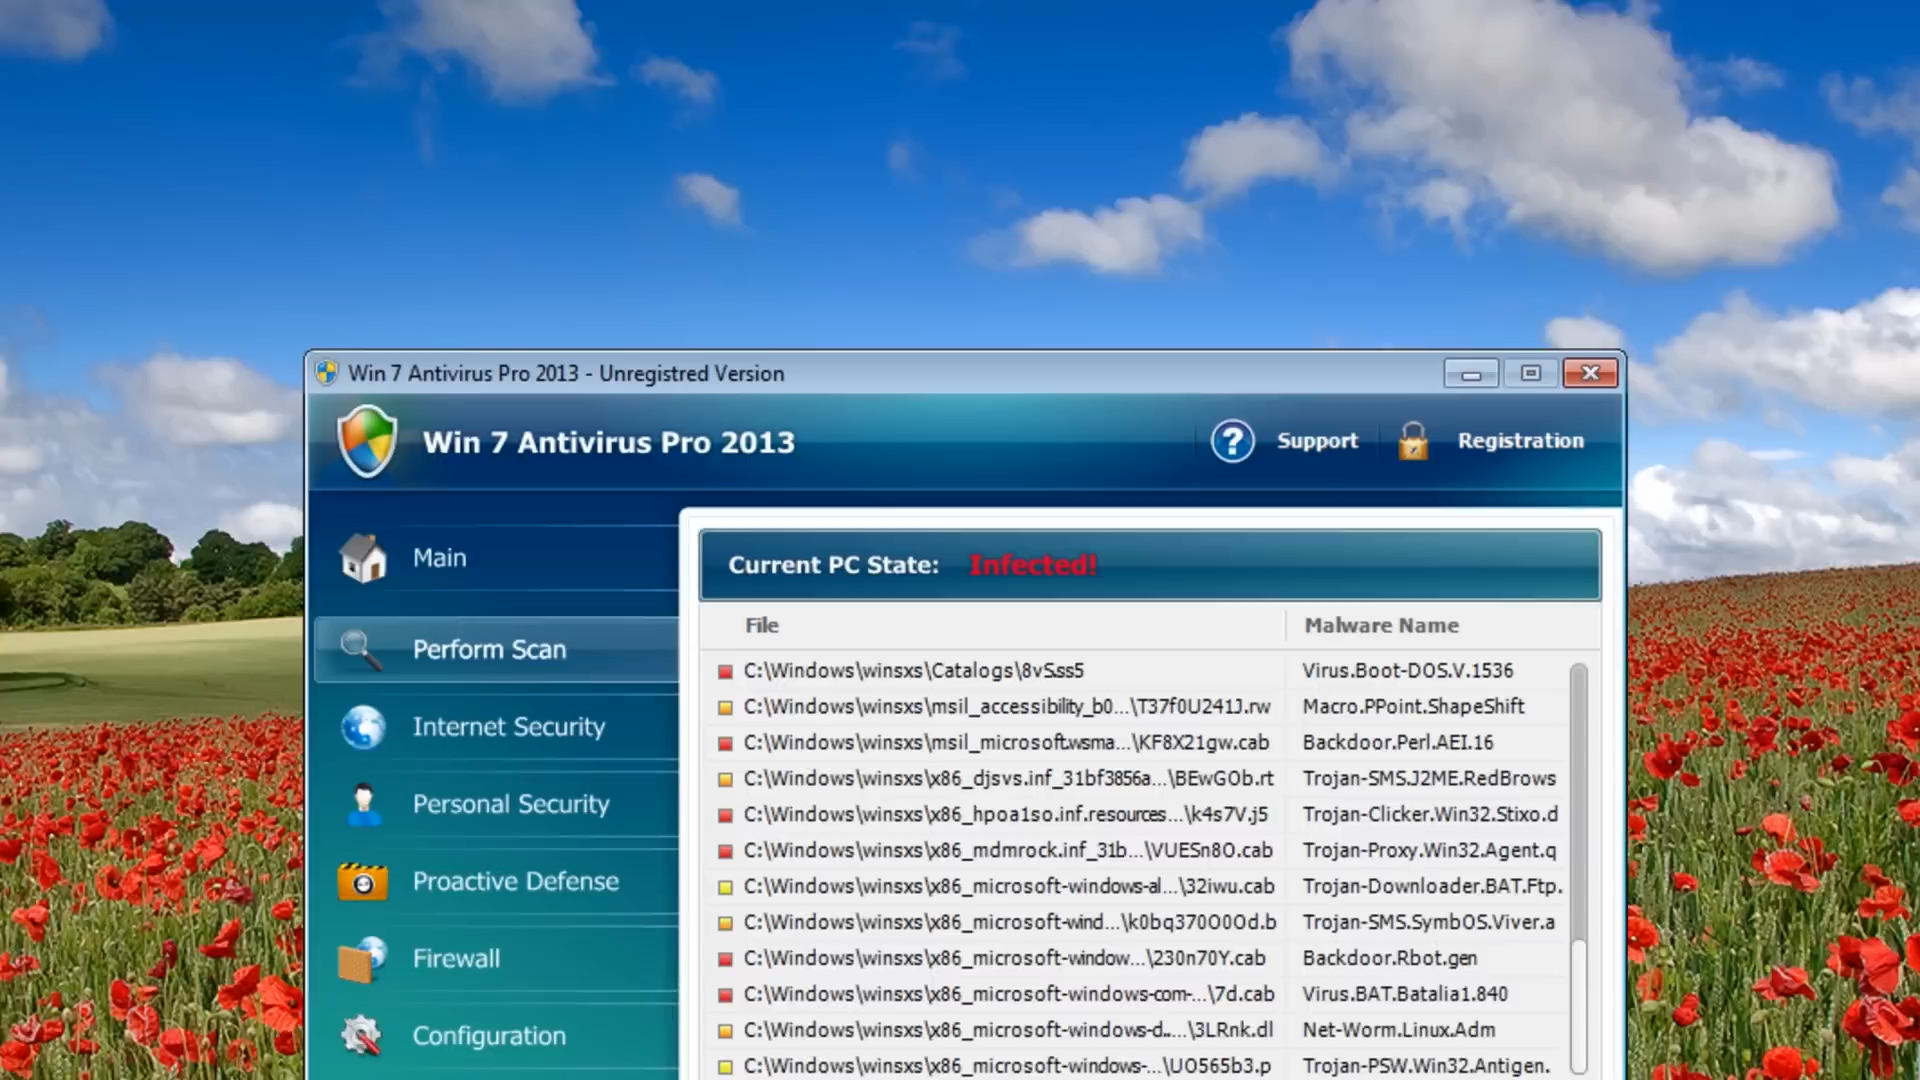 Win 7 Antivirus Pro 2013 - Unregistred Version
Win 7 Antivirus Pro 2013
Support
Registration
Main
Perform Scan
Internet Security
Personal Security
Proactive Defense
Firewall
Configuration
Current PC State: Infected!
File Malware Name
C:\Windows\winsxs\Catalogs\8vS.ss5 Virus.Boot-DOS.V.1536
C:\Windows\winsxs\msil_accessibility_b0...\T37f0U241J.rw Macro.PPoint.ShapeShift
C:\Windows\winsxs\msil_microsoft.wsma...\KF8X21gw.cab Backdoor.Perl.AEI.16
C:\Windows\winsxs\x86_djsvs.inf_31bf3856a...\BEwGOb.rt Trojan-SMS.J2ME.RedBrows
C:\Windows\winsxs\x86_hpoa1so.inf.resources...\k4s7V.j5 Trojan-Clicker.Win32.Stixo.d
C:\Windows\winsxs\x86_mdmrock.inf_31b...\VUESn8O.cab Trojan-Proxy.Win32.Agent.q
C:\Windows\winsxs\x86_microsoft-windows-al...\32iwu.cab Trojan-Downloader.BAT.Ftp.
C:\Windows\winsxs\x86_microsoft-wind...\k0bq370O0Od.b Trojan-SMS.SymbOS.Viver.a
C:\Windows\winsxs\x86_microsoft-window...\230n70Y.cab Backdoor.Rbot.gen
C:\Windows\winsxs\x86_microsoft-windows-com-...\7d.cab Virus.BAT.Batalia1.840
C:\Windows\winsxs\x86_microsoft-windows-d....\3LRnk.dl Net-Worm.Linux.Adm
C:\Windows\winsxs\x86_microsoft-windows-...\UO565b3.p Trojan-PSW.Win32.Antigen.